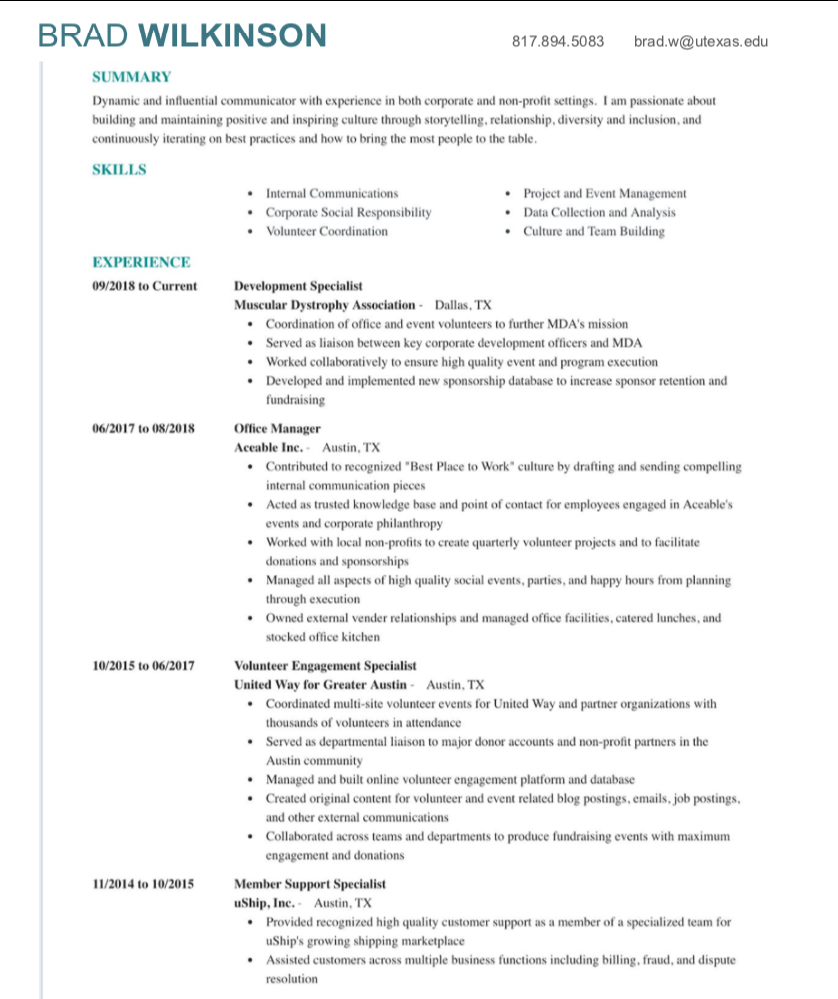 BRAD WILKINSON
817.894.5083 brad.w@utexas.edu
SUMMARY
Dynamic and influential communicator with experience in both corporate and non-profit settings. I am passionate about
building and maintaining positive and inspiring culture through storytelling, relationship, diversity and inclusion, and
continuously iterating on best practices and how to bring the most people to the table.
SKILLS
• Internal Communications
• Corporate Social Responsibility
• Volunteer Coordination
• Project and Event Management
• Data Collection and Analysis
• Culture and Team Building
EXPERIENCE
09/2018 to Current Development Specialist
Muscular Dystrophy Association - Dallas, TX
• Coordination of office and event volunteers to further MDA's mission
• Served as liaison between key corporate development officers and MDA
• Worked collaboratively to ensure high quality event and program execution
• Developed and implemented new sponsorship database to increase sponsor retention and
fundraising
06/2017 to 08/2018 Office Manager
Aceable Inc. - Austin, TX
• Contributed to recognized "Best Place to Work" culture by drafting and sending compelling
internal communication pieces
• Acted as trusted knowledge base and point of contact for employees engaged in Aceable's
events and corporate philanthropy
• Worked with local non-profits to create quarterly volunteer projects and to facilitate
donations and sponsorships
• Managed all aspects of high quality social events, parties, and happy hours from planning
through execution
• Owned external vender relationships and managed office facilities, catered lunches, and
stocked office kitchen
10/2015 to 06/2017 Volunteer Engagement Specialist
United Way for Greater Austin - Austin, TX
• Coordinated multi-site volunteer events for United Way and partner organizations with
thousands of volunteers in attendance
• Served as departmental liaison to major donor accounts and non-profit partners in the
Austin community
• Managed and built online volunteer engagement platform and database
• Created original content for volunteer and event related blog postings, emails, job postings,
and other external communications
• Collaborated across teams and departments to produce fundraising events with maximum
engagement and donations
11/2014 to 10/2015 Member Support Specialist
uShip, Inc. - Austin, TX
• Provided recognized high quality customer support as a member of a specialized team for
uShip's growing shipping marketplace
• Assisted customers across multiple business functions including billing, fraud, and dispute
resolution